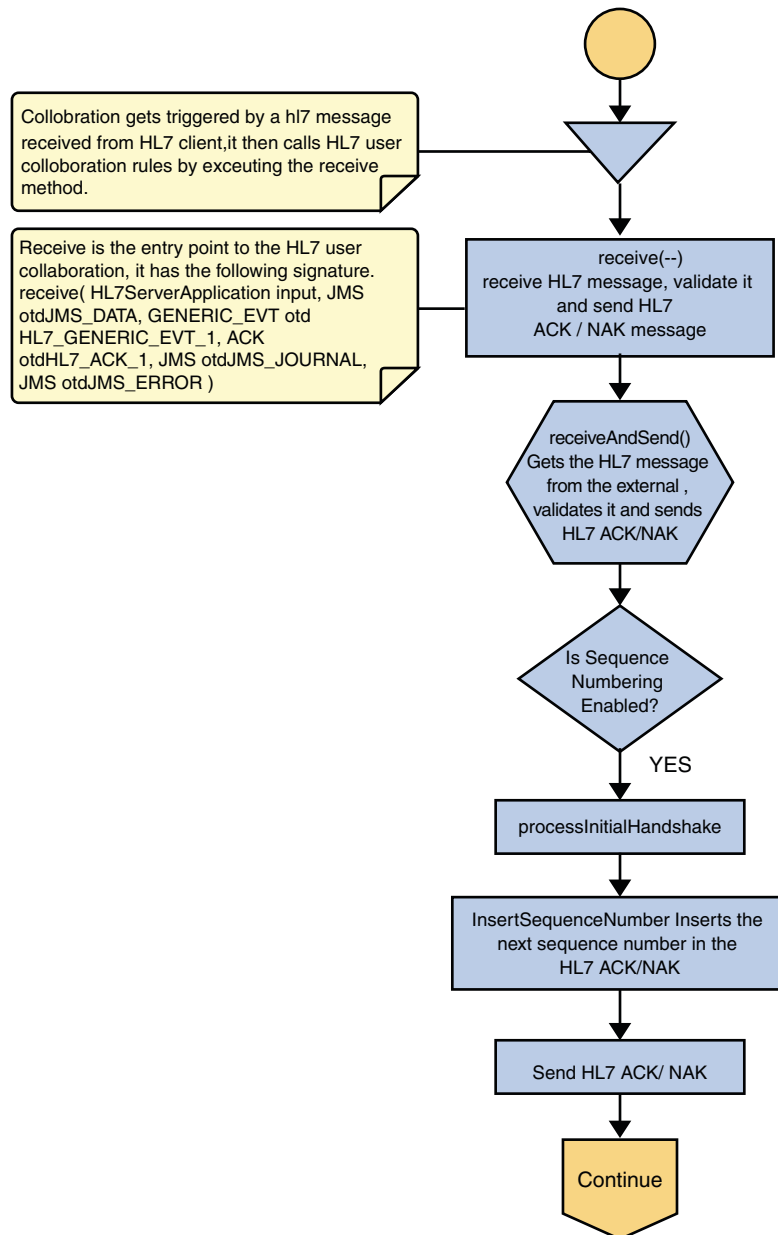 Collobration gets triggered by a hl7 message
received from HL7 client,it then calls HL7 user
colloboration rules by exceuting the receive
method.
Receive is the entry point to the HL7 user
collaboration, it has the following signature.
receive( HL7ServerApplication input, JMS
otdJMS_DATA, GENERIC_EVT otd
HL7_GENERIC_EVT_1, ACK
otdHL7_ACK_1, JMS otdJMS_JOURNAL,
JMS otdJMS_ERROR )
receive(--)
receive HL7 message, validate it
and send HL7
ACK / NAK message
receiveAndSend()
Gets the HL7 message
from the external ,
validates it and sends
HL7 ACK/NAK
Is Sequence
Numbering
Enabled?
YES
processInitialHandshake
InsertSequenceNumber Inserts the
next sequence number in the
HL7 ACK/NAK
Send HL7 ACK/ NAK
Continue